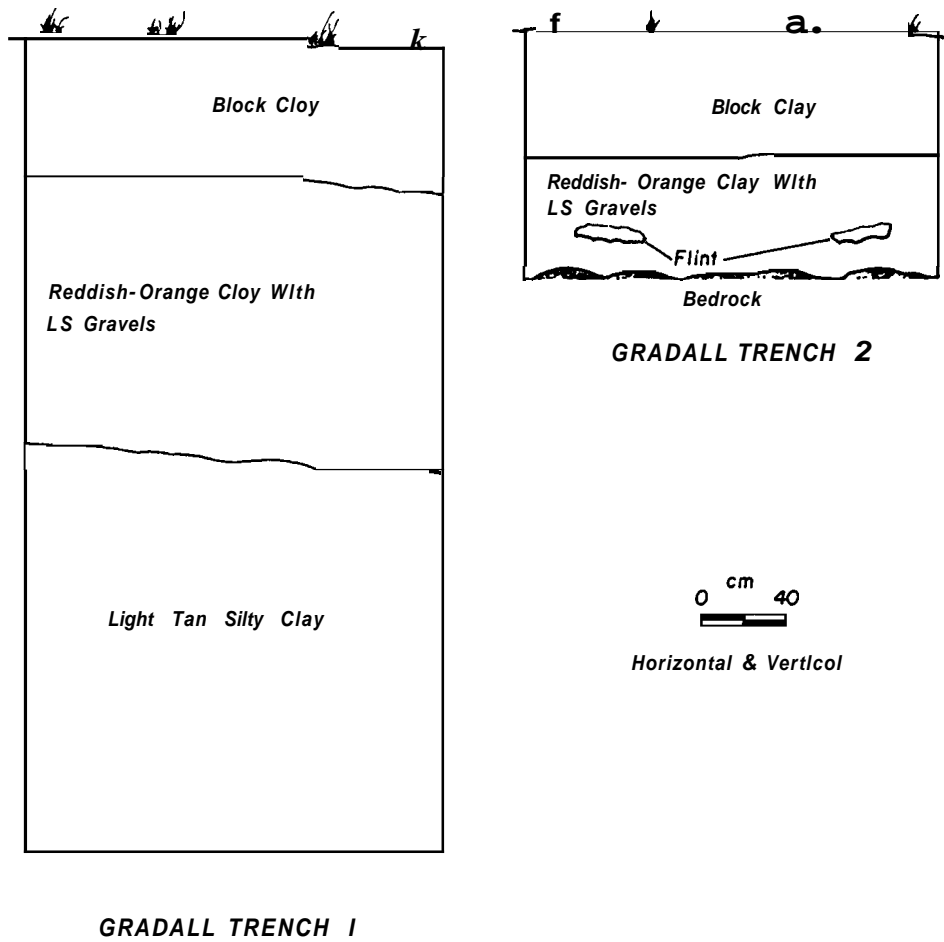 k
Block Cloy
Reddish-Orange Cloy WIth
LS Gravels
Light Tan Silty Clay
GRADALL TRENCH I
f a.
Block Clay
Reddish- Orange Clay WIth
LS Gravels
Flint
Bedrock
GRADALL TRENCH 2
cm
0 40
Horizontal & VertIcol